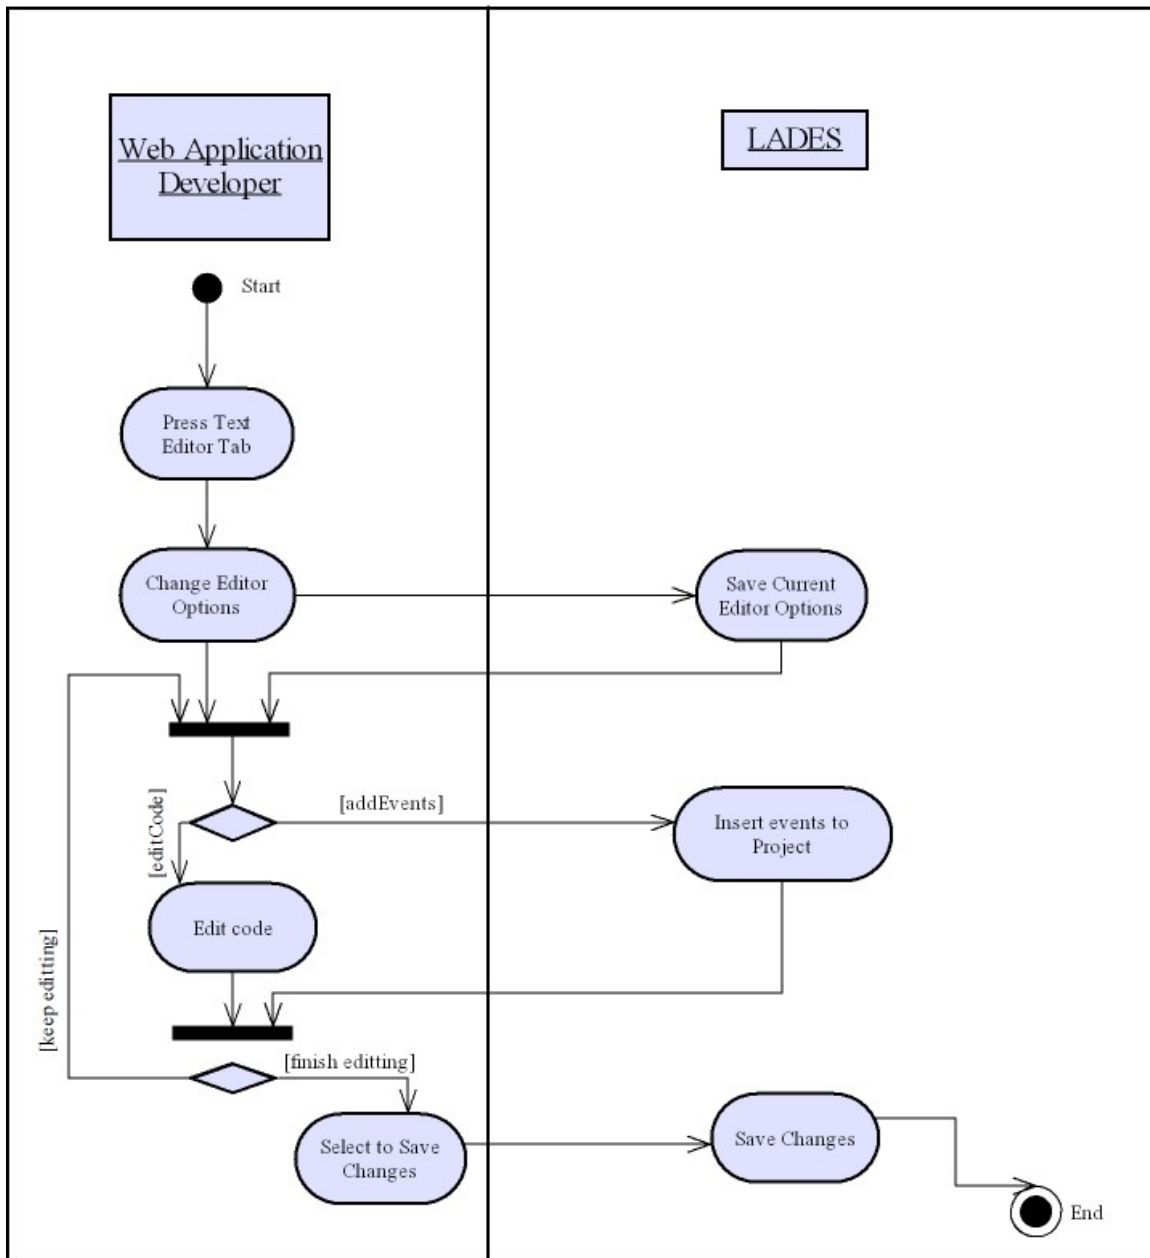 Web Application
Developer
LADES
Start
Press Text
Editor Tab
Change Editor
Options
Save Current
Editor Options
[editCode]
[addEvents]
Insert events to
Project
Edit code
[keep editting]
[finish editting]
Select to Save
Changes
Save Changes
End